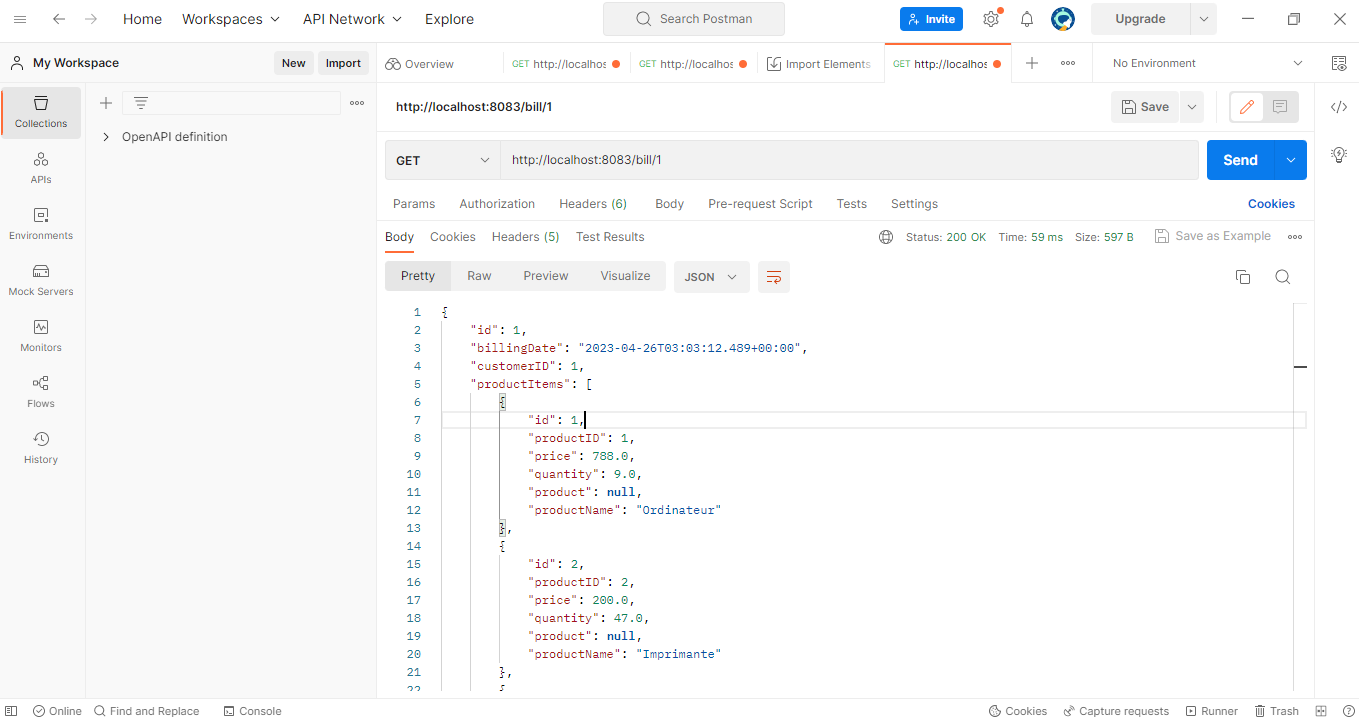 Home Workspaces API Network Explore Search Postman Invite Upgrade
My Workspace New Import Overview GET http://localhos GET http://localhos Import Elements GET http://localhos No Environment
http://localhost:8083/bill/1 Save
Collections
OpenAPI definition
GET http://localhost:8083/bill/1 Send
APIs
Params Authorization Headers (6) Body Pre-request Script Tests Settings Cookies
Environments
Body Cookies Headers (5) Test Results Status: 200 OK Time: 59 ms Size: 597 B Save as Example
Pretty Raw Preview Visualize JSON
Mock Servers
Monitors
Flows
History
1 {
2 "id": 1,
3 "billingDate": "2023-04-26T03:03:12.489+00:00",
4 "customerID": 1,
5 "productItems": [
6 {
7 "id": 1,
8 "productID": 1,
9 "price": 788.0,
10 "quantity": 9.0,
11 "product": null,
12 "productName": "Ordinateur"
13 },
14 {
15 "id": 2,
16 "productID": 2,
17 "price": 200.0,
18 "quantity": 47.0,
19 "product": null,
20 "productName": "Imprimante"
21 },
22 {
Online Find and Replace Console Cookies Capture requests Runner Trash